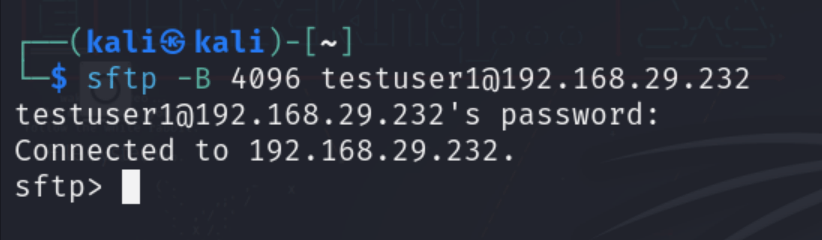 ┌──(kali㉿kali)-[~]
└─$ sftp -B 4096 testuser1@192.168.29.232
testuser1@192.168.29.232's password:
Connected to 192.168.29.232.
sftp>